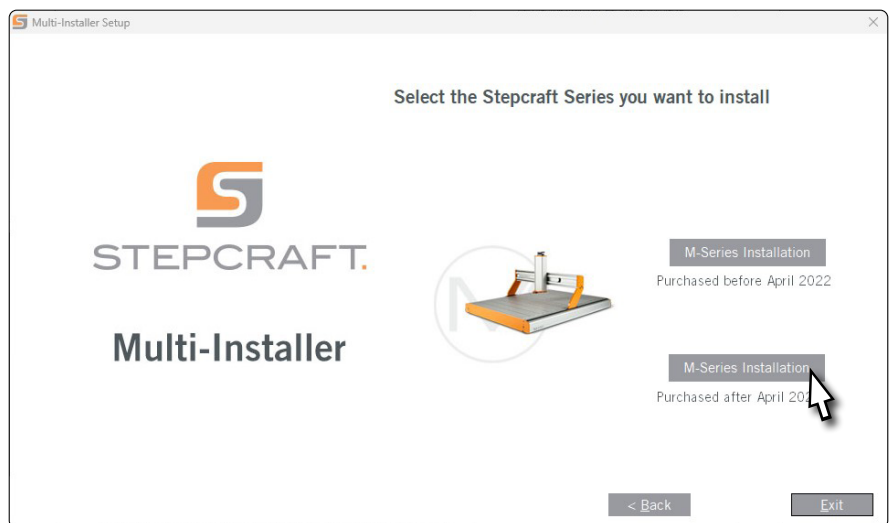 Multi-Installer Setup
Select the Stepcraft Series you want to install
STEPCRAFT.
Multi-Installer
M-Series Installation
Purchased before April 2022
M-Series Installation
Purchased after April
< Back
Exit